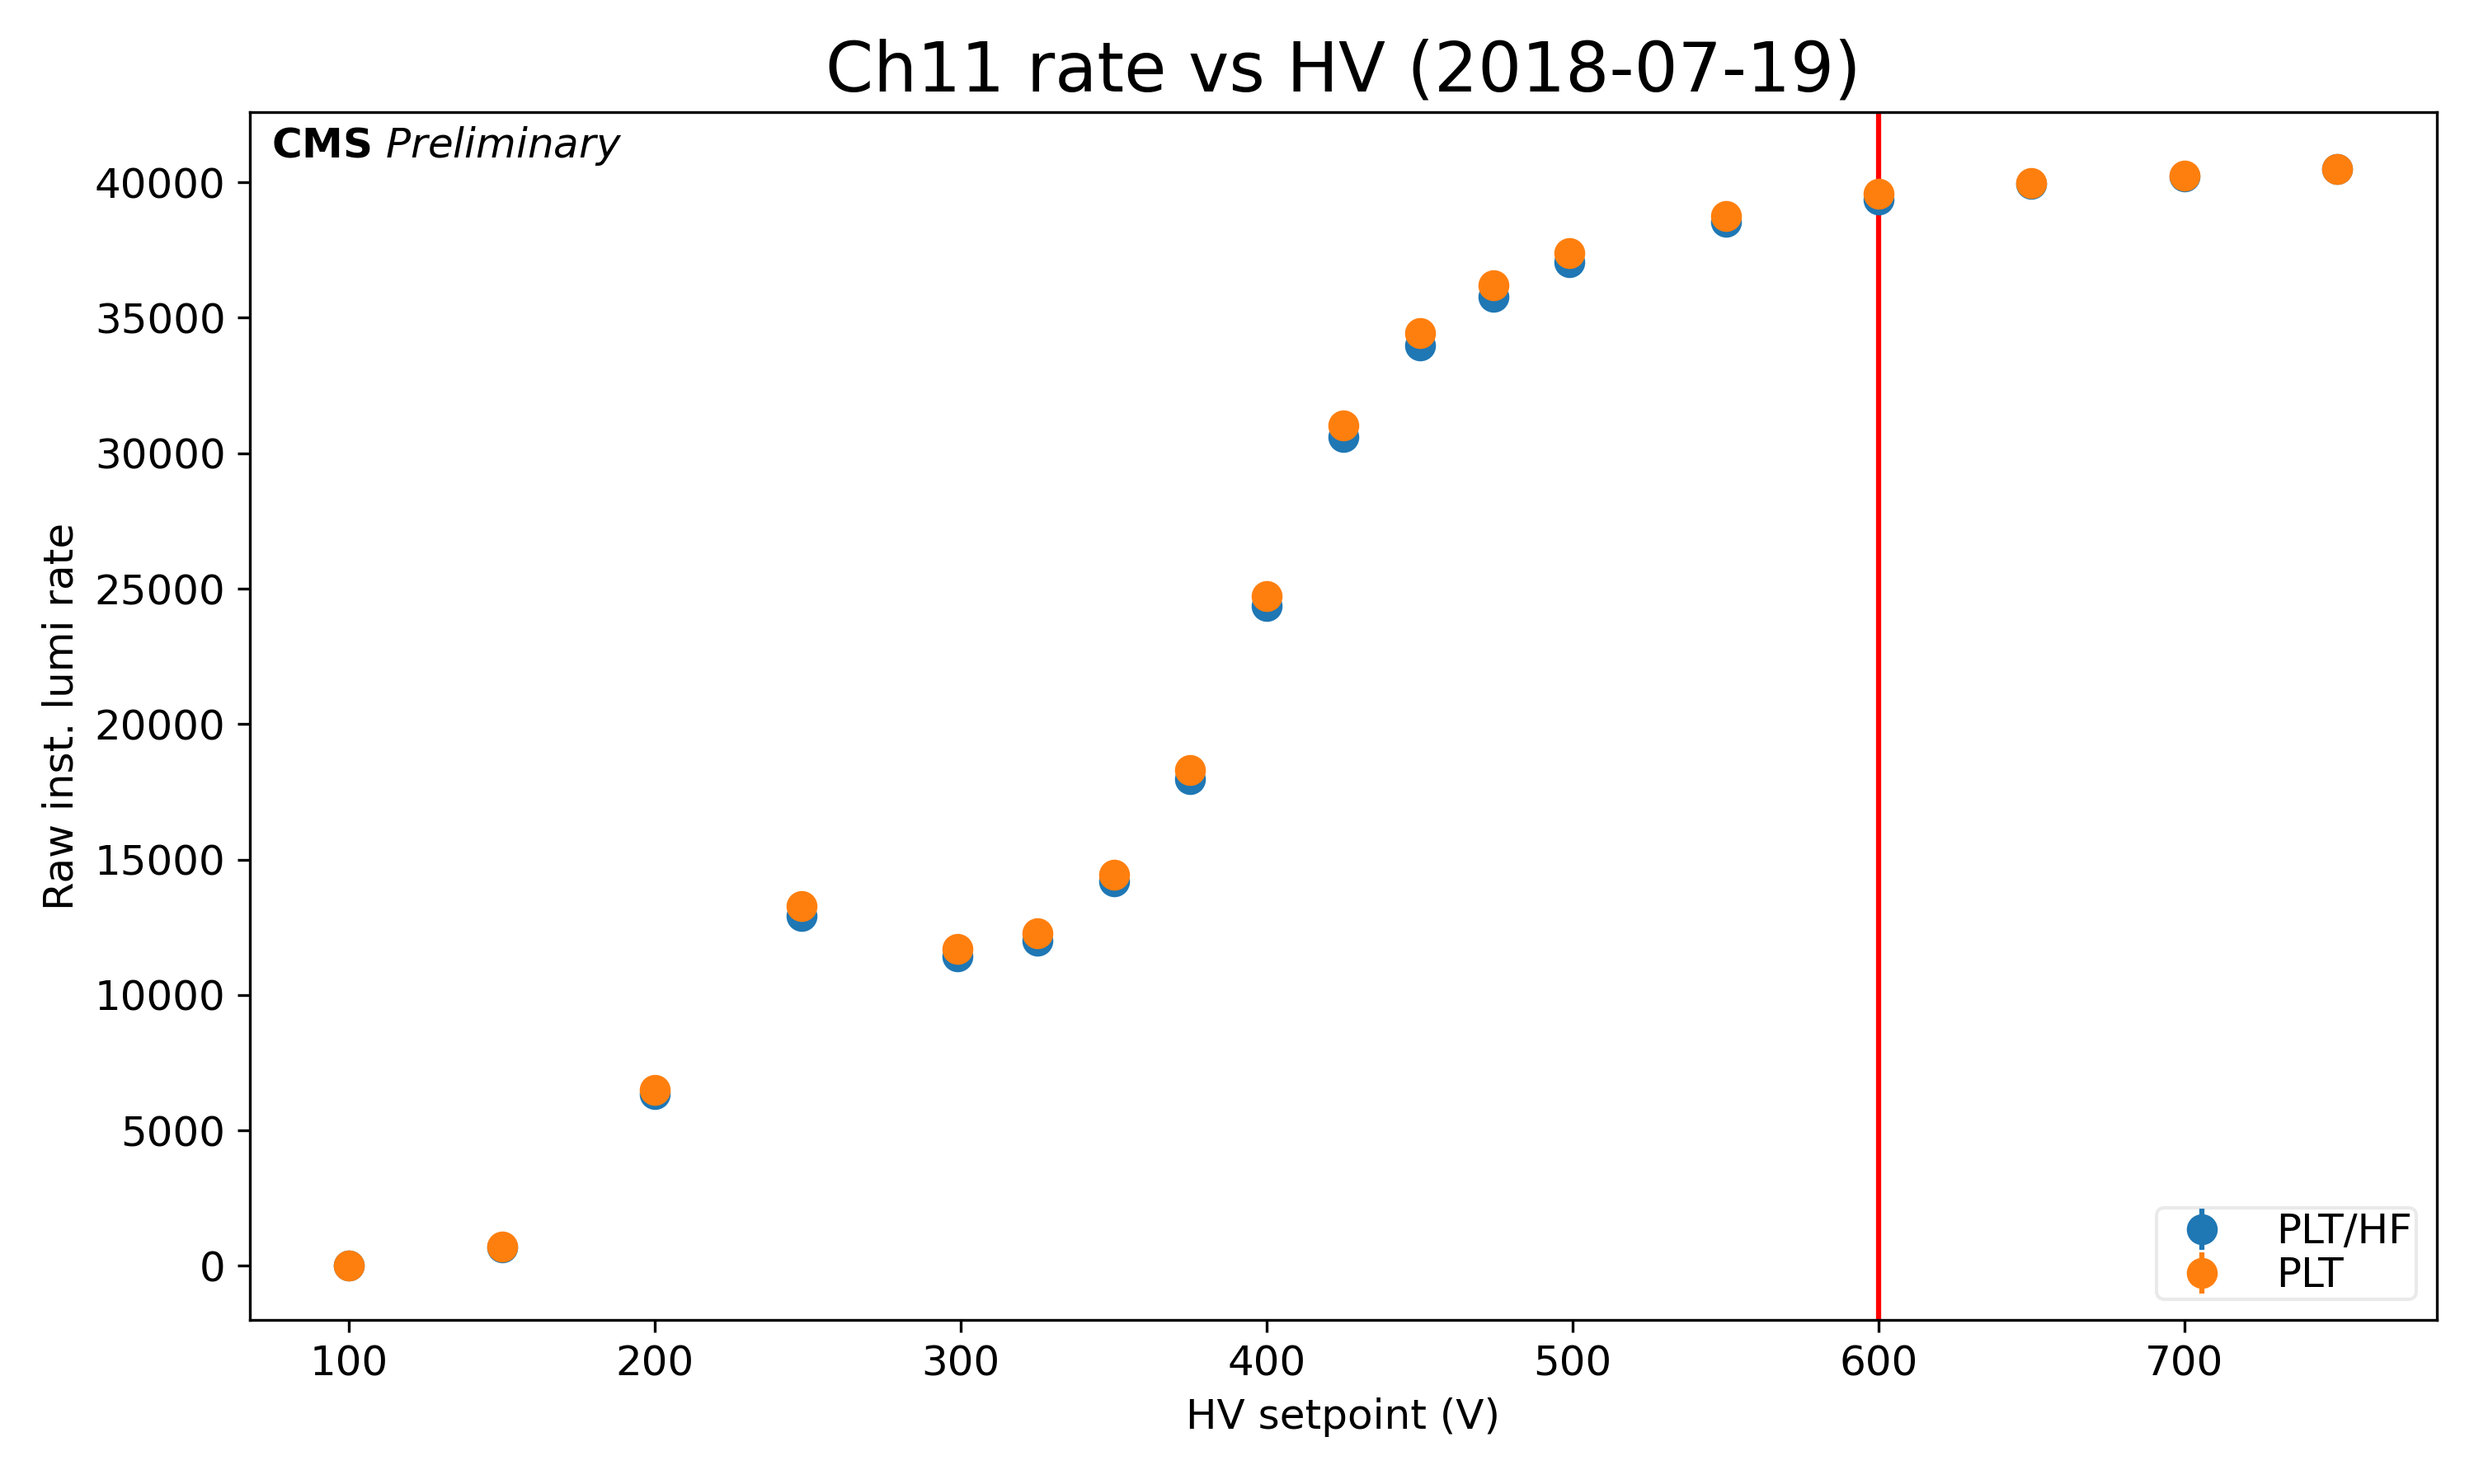 Ch11 rate vs HV (2018-07-19)
CMS Preliminary
40000
35000
30000
25000
20000
15000
10000
5000
0
Raw inst. lumi rate
100 200 300 400 500 600 700
HV setpoint (V)
PLT/HF
PLT